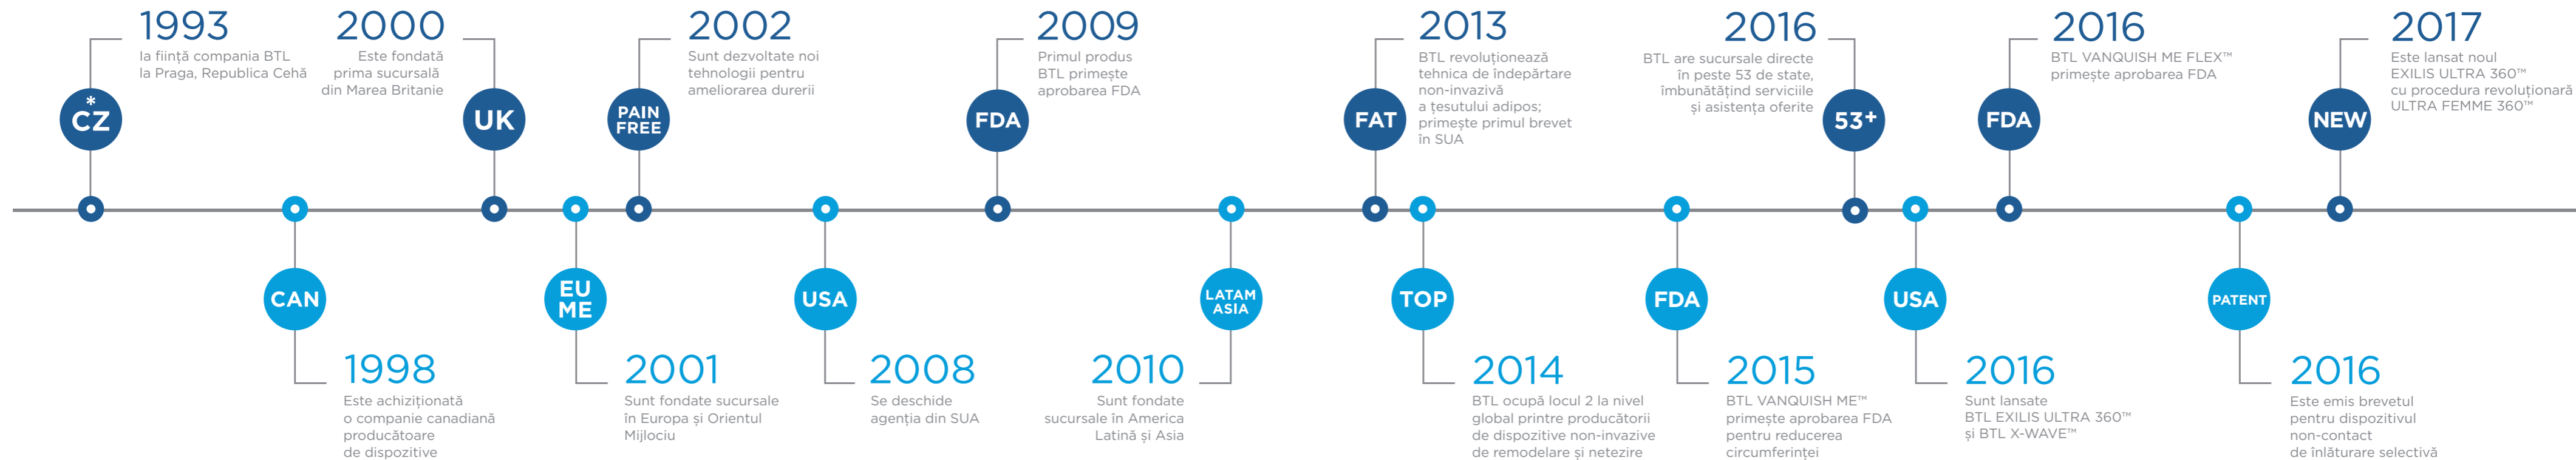 1993
Ia ființă compania BTL
la Praga, Republica Cehă
*
CZ
2000
Este fondată
prima sucursală
din Marea Britanie
UK
2002
Sunt dezvoltate noi
tehnologii pentru
ameliorarea durerii
PAIN
FREE
2009
Primul produs
BTL primește
aprobarea FDA
FDA
2013
BTL revoluționează
tehnica de îndepărtare
non-invazivă
a țesutului adipos;
primește primul brevet
în SUA
FAT
2016
BTL are sucursale directe
în peste 53 de state,
îmbunătățind serviciile
și asistența oferite
53+
2016
BTL VANQUISH ME FLEX™
primește aprobarea FDA
FDA
2017
Este lansat noul
EXILIS ULTRA 360™
cu procedura revoluționară
ULTRA FEMME 360™
NEW
CAN
1998
Este achiziționată
o companie canadiană
producătoare
de dispozitive
EU
ME
2001
Sunt fondate sucursale
în Europa și Orientul
Mijlociu
USA
2008
Se deschide
agenția din SUA
LATAM
ASIA
2010
Sunt fondate
sucursale în America
Latină și Asia
TOP
2014
BTL ocupă locul 2 la nivel
global printre producătorii
de dispozitive non-invazive
de remodelare și netezire
FDA
2015
BTL VANQUISH ME™
primește aprobarea FDA
pentru reducerea
circumferinței
USA
2016
Sunt lansate
BTL EXILIS ULTRA 360™
și BTL X-WAVE™
PATENT
2016
Este emis brevetul
pentru dispozitivul
non-contact
de înlăturare selectivă